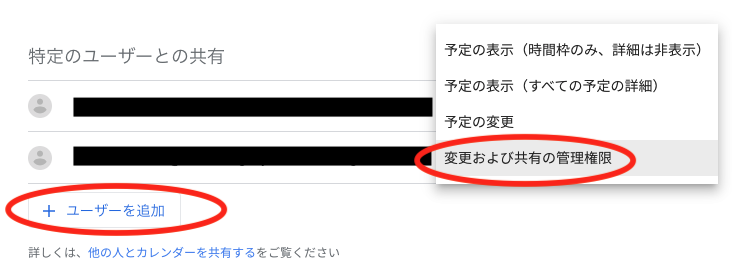 特定のユーザーとの共有
予定の表示（時間枠のみ、詳細は非表示）
予定の表示（すべての予定の詳細）
予定の変更
変更および共有の管理権限
+ ユーザーを追加
詳しくは、他の人とカレンダーを共有するをご覧ください